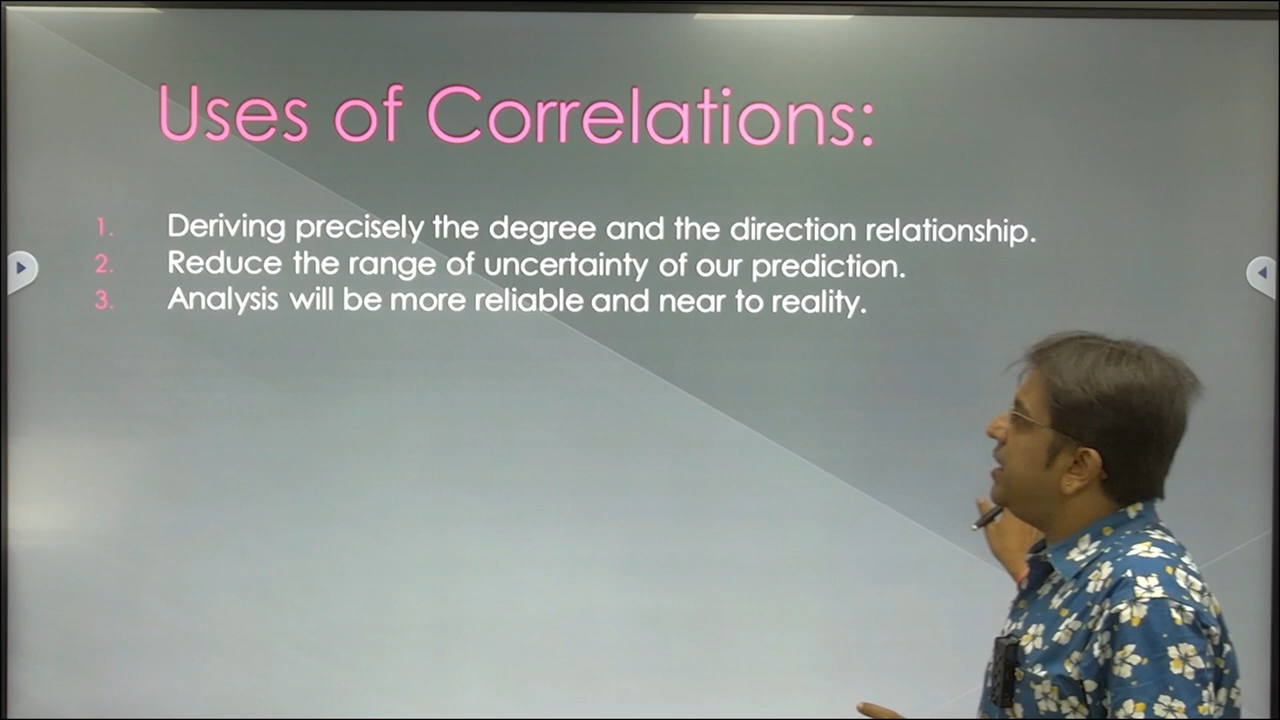 Uses of Correlations:
1. Deriving precisely the degree and the direction relationship.
2. Reduce the range of uncertainty of our prediction.
3. Analysis will be more reliable and near to reality.